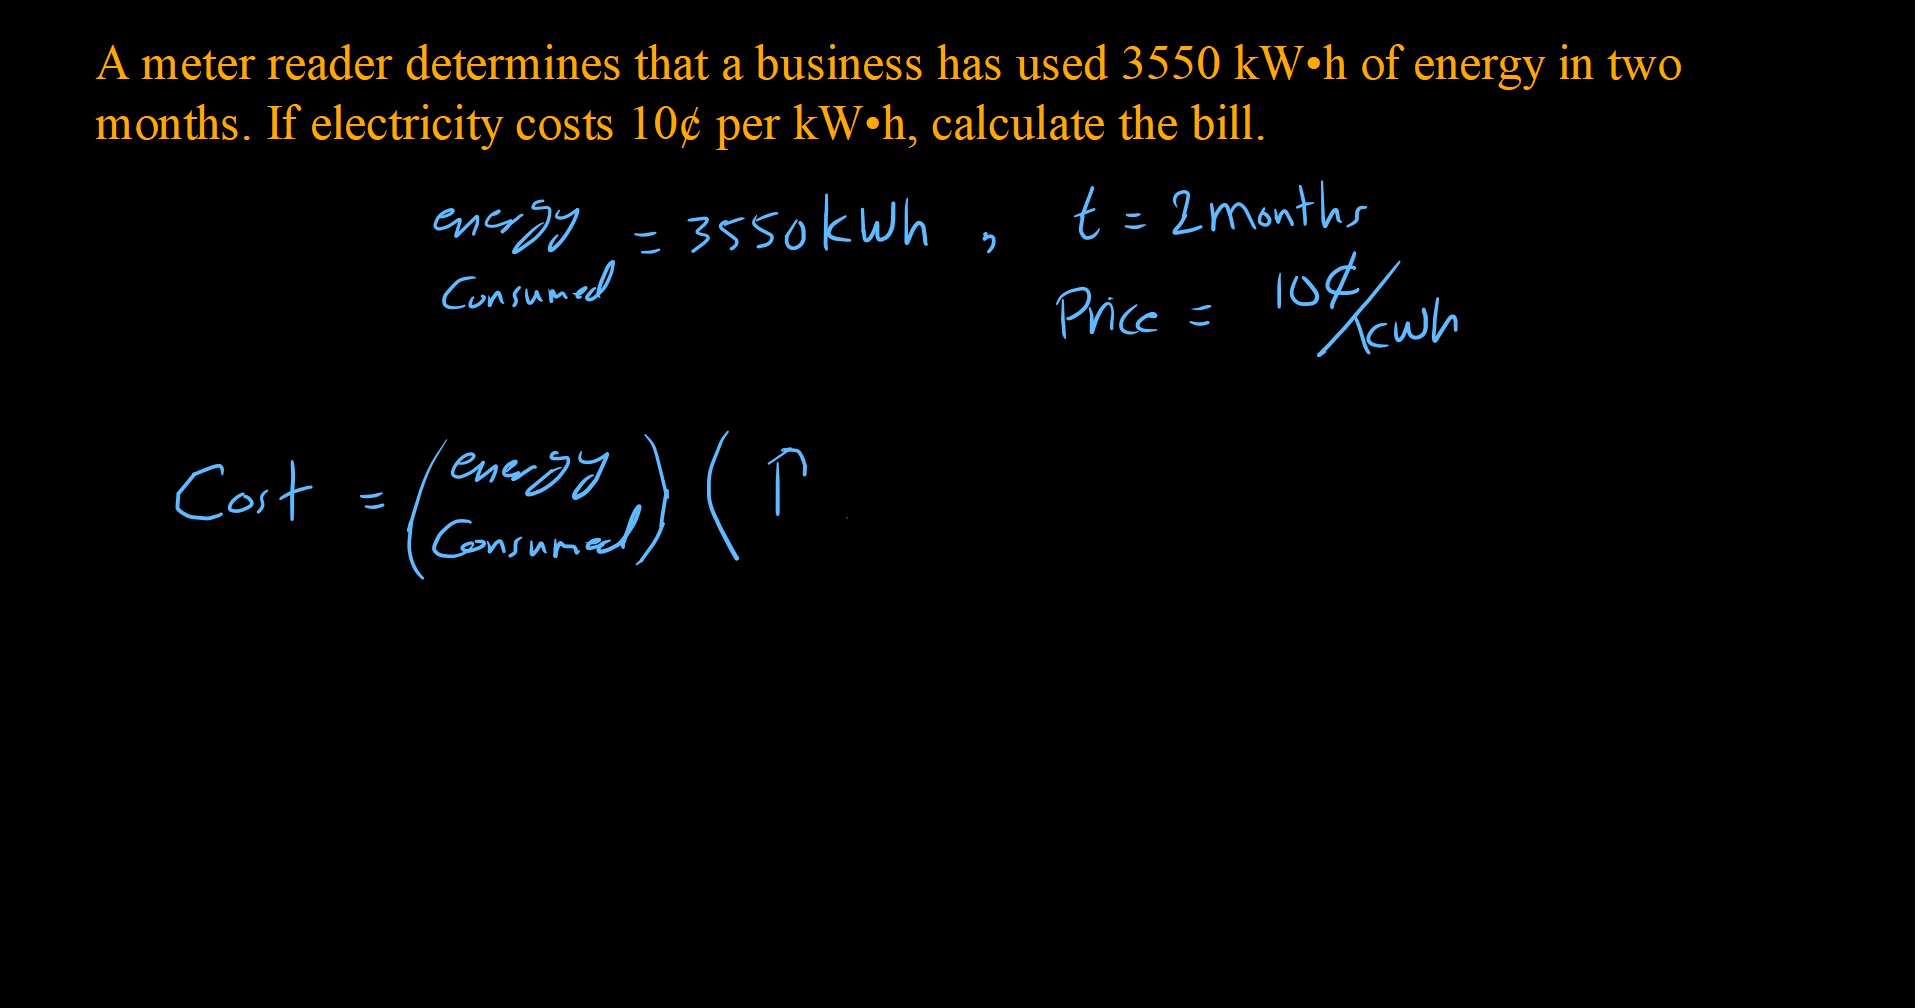 A meter reader determines that a business has used 3550 kW•h of energy in two
months. If electricity costs 10¢ per kW•h, calculate the bill.
energy consumed = 3550 kWh , t = 2 months
Price = 10¢/kwh
Cost = (energy consumed) (